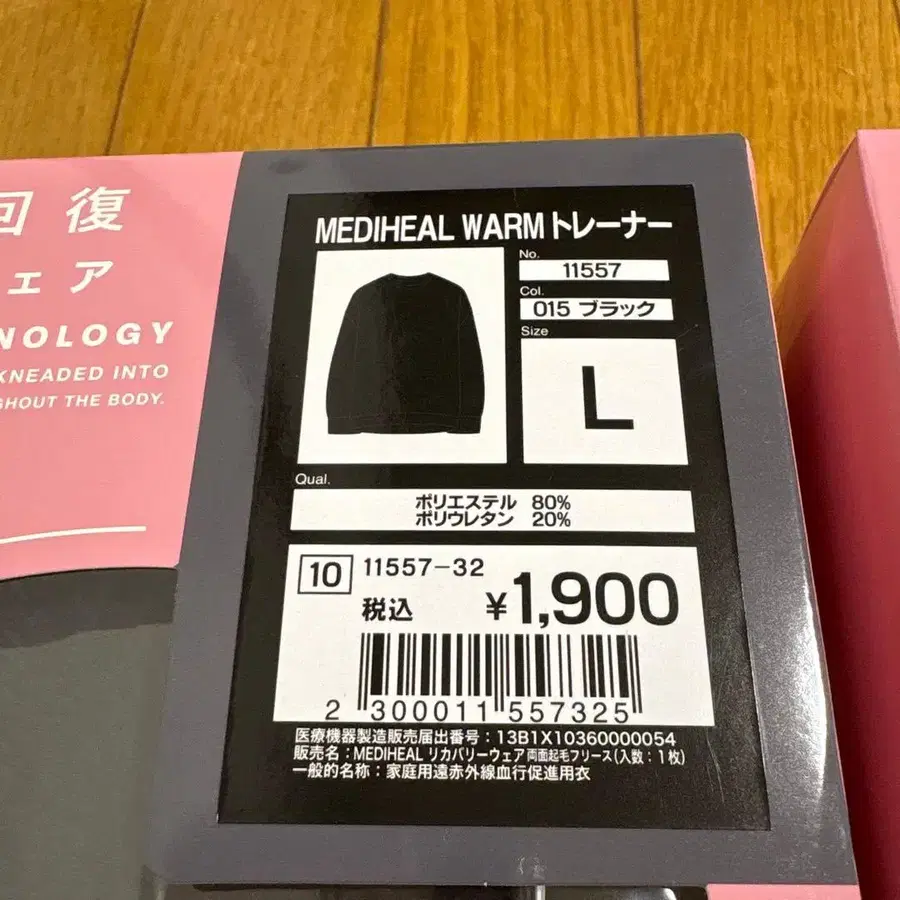 回復
ェア
NOLOGY
KNEADED INTO
GHOUT THE BODY.
MEDIHEAL WARM トレーナー
No.
11557
Col.
015 ブラック
Size
L
Qual.
ポリエステル 80%
ポリウレタン 20%
10 11557-32
税込 ¥1,900
2 300011 557325
医療機器製造販売届出番号：13B1X10360000054
販売名：MEDIHEAL リカバリーウェア 両面起毛フリース(入数：1枚)
一般的名称：家庭用遠赤外線血行促進用衣